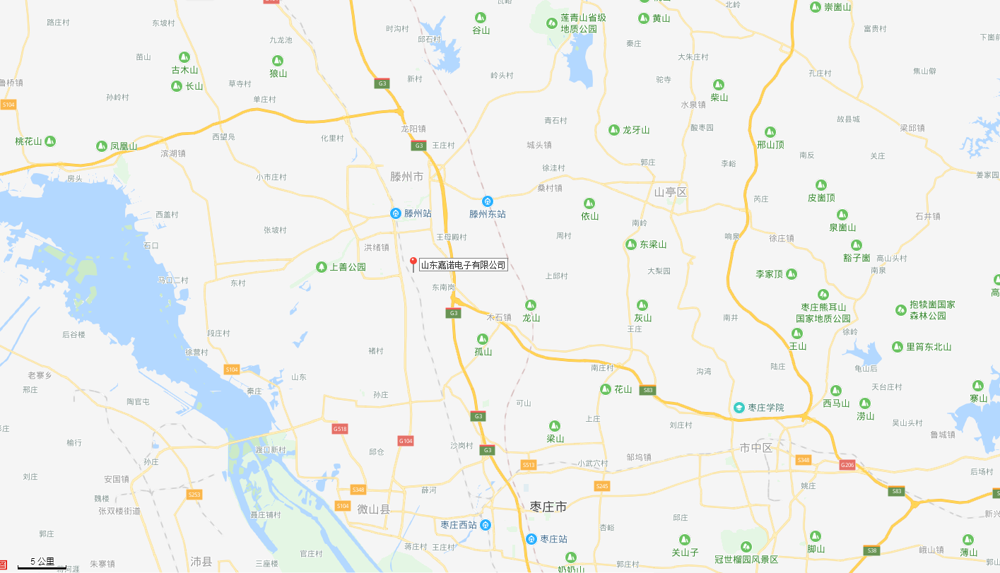 瓦峪
北岭
崇崮山
路庄村
东坡村
时沟村
谷山
莲青山省级
地质公园
黄山
富贵村
九龙池
邱石村
秦庄
苗山
古木山
狼山
岭头村
大朱庄村
焦山僻
孔庄村
鲁桥镇
长山
草寺村
G3
新村
驼寺
柴山
S104
孙岭村
单庄村
水泉镇
青石村
故县城
龙阳镇
龙牙山
酸枣园
邢山顶
梁邱镇
桃花山
凤凰山
西望凫
化里村
G3
王庄村
城头镇
滨湖镇
南反
关庄
郭庄
李峪
徐洼村
房头
小市庄村
滕州市
桑村镇
山亭区
姜家园
皮崮顶
芮庄
滕州站
滕州东站
依山
西盖村
泉崮山
石井镇
张坡村
南岭
王母殿村
周村
响泉
徐庄镇
石口
洪绪镇
东梁山
豁子崮
高山头村
上善公园
山东嘉诺电子有限公司
大梨园
南泉
李家顶
马口二村
东村
上邱村
东南岗
枣庄熊耳山
国家地质公园
抱犊崮国家
森林公园
G3
木石镇
龙山
灰山
南井
后谷楼
段庄村
王庄
徐岭
孤山
王山
里筲东北山
徐营村
褚村
S104
南庄村
沟湾
陆庄
龟山后
老寨乡
山东
邢庄
秦庄
花山
S83
天台庄村
寨山
西马山
陶官屯
孙庄
可山
枣庄学院
涝山
G3
上庄
刘庄村
吴山头村
G518
梁山
鲁城镇
榆行
G104
渡口新村
邱仓
沙岗村
G3
市中区
孙庄
S513
小武穴村
邹坞镇
S348
G206
刘庄
后场村
安国镇
S348
薛河
S245
姚庄
S83
S253
魏楼
S104
微山县
枣庄市
张双楼街道
聂庄铺村
邱庄
枣庄西站
杏峪
郭庄
枣庄站
官庄村
蒋庄村
王庄村
关山子
冠世榴园风景区
脚山
S38
峨山镇
薄山
5 公里
朱寨镇
沛县
三座楼
奶奶山
郭庄村